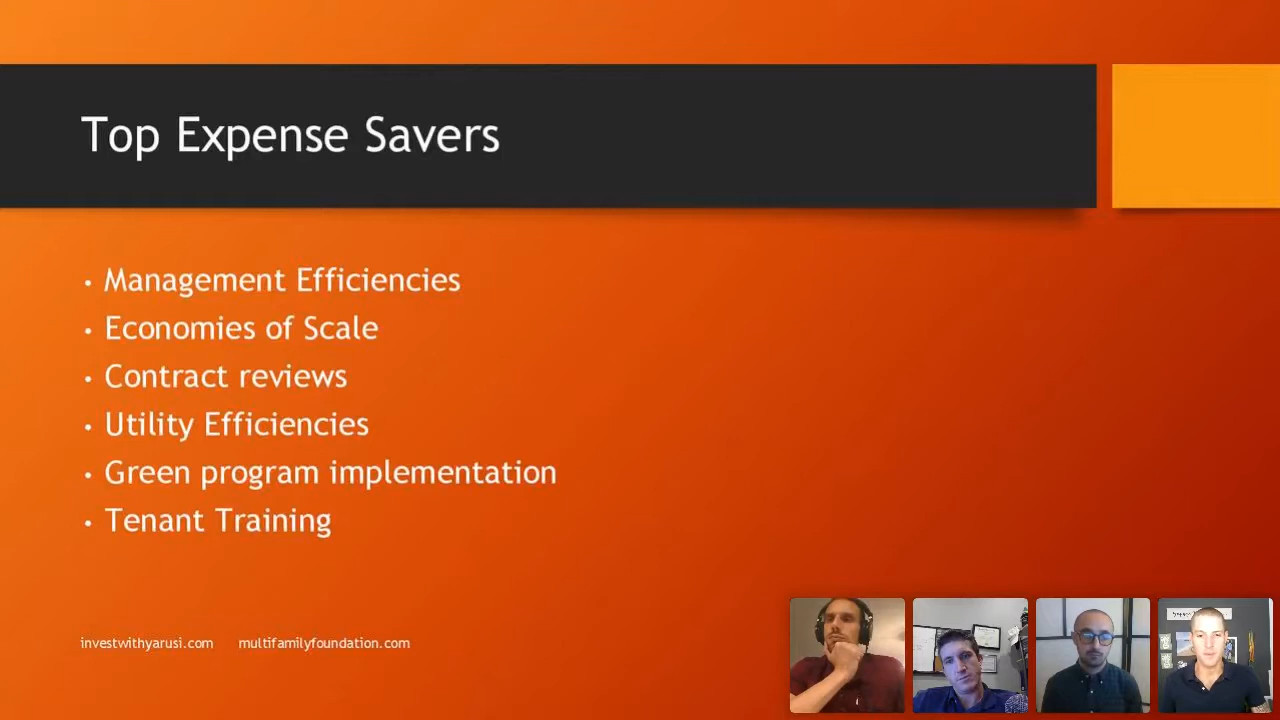 Top Expense Savers
• Management Efficiencies
• Economies of Scale
• Contract reviews
• Utility Efficiencies
• Green program implementation
• Tenant Training
investwithyarusi.com multifamilyfoundation.com